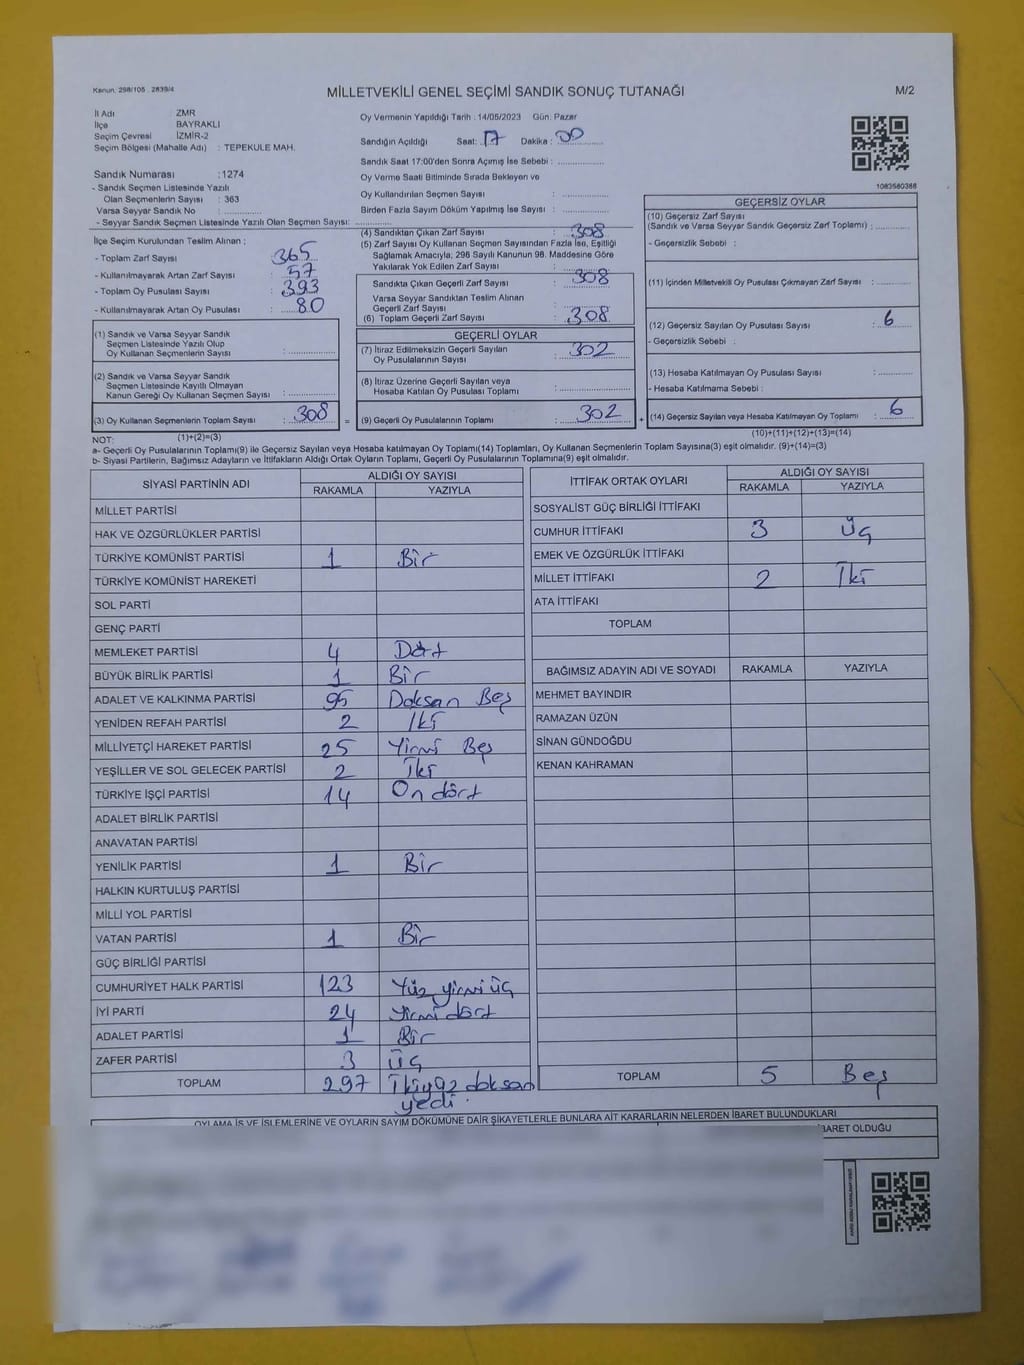 Kanun. 298/105 . 2839/4
MİLLETVEKİLİ GENEL SEÇİMİ SANDIK SONUÇ TUTANAĞI
M/2
İl Adı : ZMR
İlçe BAYRAKLI
Seçim Çevresi İZMİR-2
Seçim Bölgesi (Mahalle Adı) : TEPEKULE MAH.
Sandık Numarası :1274
- Sandık Seçmen Listesinde Yazılı
Olan Seçmenlerin Sayısı : 363
Varsa Seyyar Sandık No :
- Seyyar Sandık Seçmen Listesinde Yazılı Olan Seçmen Sayısı:
Oy Vermenin Yapıldığı Tarih : 14/05/2023 Gün: Pazar
Sandığın Açıldığı Saat: 17 Dakika : 00
Sandık Saat 17:00'den Sonra Açımış İse Sebebi :
Oy Verme Saati Bitiminde Sırada Bekleyen ve
Oy Kullandırılan Seçmen Sayısı :
Birden Fazla Sayım Döküm Yapılmış İse Sayısı :
1083580388
İlçe Seçim Kurulundan Teslim Alınan ;
- Toplam Zarf Sayısı : 365
- Kullanılmayarak Artan Zarf Sayısı : 57
- Toplam Oy Pusulası Sayısı : 393
- Kullanılmayarak Artan Oy Pusulası : 80
(1) Sandık ve Varsa Seyyar Sandık
Seçmen Listesinde Yazılı Olup
Oy Kullanan Seçmenlerin Sayısı :
(2) Sandık ve Varsa Seyyar Sandık
Seçmen Listesinde Kayıtlı Olmayan
Kanun Gereği Oy Kullanan Seçmen Sayısı :
(3) Oy Kullanan Seçmenlerin Toplam Sayısı : 308
(1)+(2)=(3)
(4) Sandıktan Çıkan Zarf Sayısı : 308
(5) Zarf Sayısı Oy Kullanan Seçmen Sayısından Fazla İse, Eşitliği
Sağlamak Amacıyla, 298 Sayılı Kanunun 98. Maddesine Göre
Yakılarak Yok Edilen Zarf Sayısı :
Sandıkta Çıkan Geçerli Zarf Sayısı : 308
Varsa Seyyar Sandıktan Teslim Alınan
Geçerli Zarf Sayısı :
(6) Toplam Geçerli Zarf Sayısı : 308
GEÇERLİ OYLAR
(7) İtiraz Edilmeksizin Geçerli Sayılan
Oy Pusulalarının Sayısı : 302
(8) İtiraz Üzerine Geçerli Sayılan veya
Hesaba Katılan Oy Pusulası Toplamı :
= (9) Geçerli Oy Pusulalarının Toplamı : 302 +
GEÇERSİZ OYLAR
(10) Geçersiz Zarf Sayısı
(Sandık ve Varsa Seyyar Sandık Geçersiz Zarf Toplamı) :
- Geçersizlik Sebebi :
(11) İçinden Milletvekili Oy Pusulası Çıkmayan Zarf Sayısı :
(12) Geçersiz Sayılan Oy Pusulası Sayısı : 6
- Geçersizlik Sebebi :
(13) Hesaba Katılmayan Oy Pusulası Sayısı :
- Hesaba Katılmama Sebebi :
(14) Geçersiz Sayılan veya Hesaba Katılmayan Oy Toplamı : 6
(10)+(11)+(12)+(13)=(14)
NOT:
a- Geçerli Oy Pusulalarının Toplamı(9) ile Geçersiz Sayılan veya Hesaba katılmayan Oy Toplamı(14) Toplamları, Oy Kullanan Seçmenlerin Toplam Sayısına(3) eşit olmalıdır. (9)+(14)=(3)
b- Siyasi Partilerin, Bağımsız Adayların ve İttifakların Aldığı Oyların Toplamı, Geçerli Oy Pusulalarının Toplamına(9) eşit olmalıdır.
SİYASİ PARTİNİN ADI ALDIĞI OY SAYISI
RAKAMLA YAZIYLA
MİLLET PARTİSİ
HAK VE ÖZGÜRLÜKLER PARTİSİ
TÜRKİYE KOMÜNİST PARTİSİ 1 Bir
TÜRKİYE KOMÜNİST HAREKETİ
SOL PARTİ
GENÇ PARTİ
MEMLEKET PARTİSİ 4 Dört
BÜYÜK BİRLİK PARTİSİ 1 Bir
ADALET VE KALKINMA PARTİSİ 95 Doksan Beş
YENİDEN REFAH PARTİSİ 2 İki
MİLLİYETÇİ HAREKET PARTİSİ 25 Yirmi Beş
YEŞİLLER VE SOL GELECEK PARTİSİ 2 İki
TÜRKİYE İŞÇİ PARTİSİ 14 On dört
ADALET BİRLİK PARTİSİ
ANAVATAN PARTİSİ
YENİLİK PARTİSİ 1 Bir
HALKIN KURTULUŞ PARTİSİ
MİLLİ YOL PARTİSİ
VATAN PARTİSİ 1 Bir
GÜÇ BİRLİĞİ PARTİSİ
CUMHURİYET HALK PARTİSİ 123 Yüz yirmi üç
İYİ PARTİ 24 yirmi dört
ADALET PARTİSİ 1 Bir
ZAFER PARTİSİ 3 üç
TOPLAM 297 İkiyüz doksan
yedi.
İTTİFAK ORTAK OYLARI ALDIĞI OY SAYISI
RAKAMLA YAZIYLA
SOSYALİST GÜÇ BİRLİĞİ İTTİFAKI
CUMHUR İTTİFAKI 3 Üç
EMEK VE ÖZGÜRLÜK İTTİFAKI
MİLLET İTTİFAKI 2 İki
ATA İTTİFAKI
TOPLAM
BAĞIMSIZ ADAYIN ADI VE SOYADI RAKAMLA YAZIYLA
MEHMET BAYINDIR
RAMAZAN ÜZÜN
SİNAN GÜNDOĞDU
KENAN KAHRAMAN
TOPLAM 5 Beş
OYLAMA İŞ VE İŞLEMLERİNE VE OYLARIN SAYIM DÖKÜMÜNE DAİR ŞİKAYETLERLE BUNLARA AİT KARARLARIN NELERDEN İBARET BULUNDUKLARI
BARET OLDUĞU